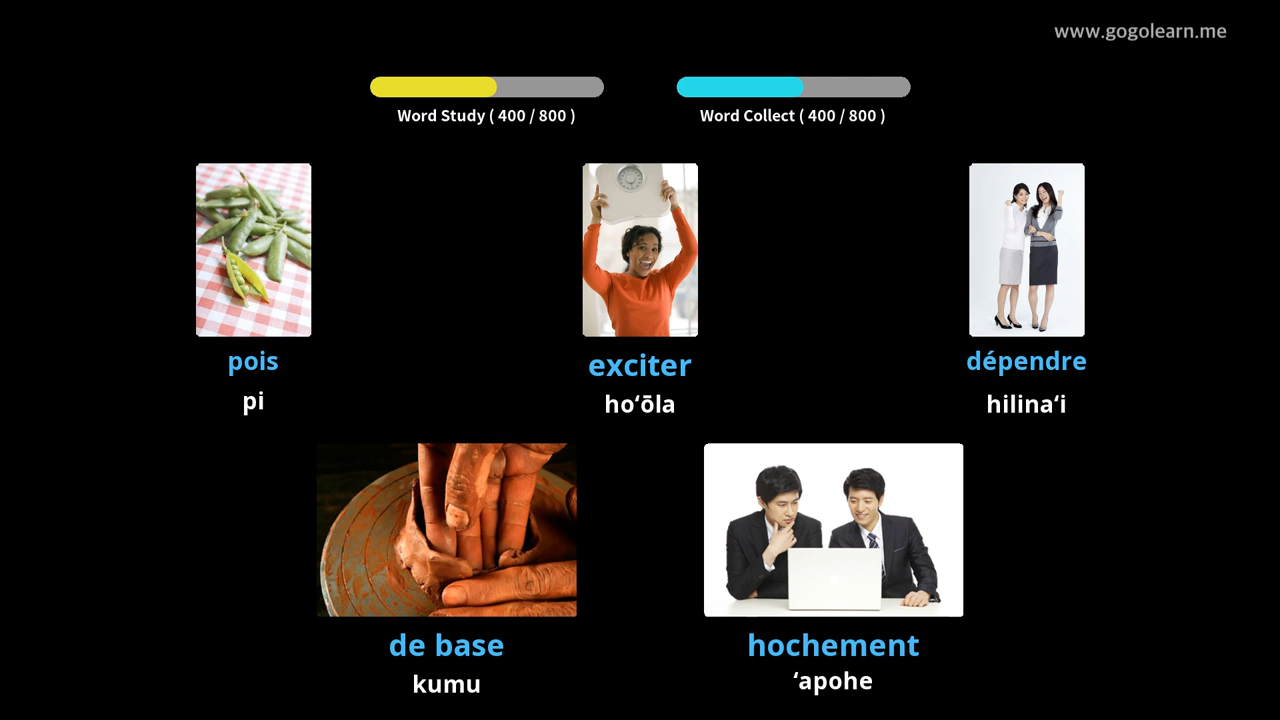 www.gogolearn.me
Word Study ( 400 / 800 )
Word Collect ( 400 / 800 )
pois
pi
exciter
hoʻōla
dépendre
hilinaʻi
de base
kumu
hochement
ʻapohe